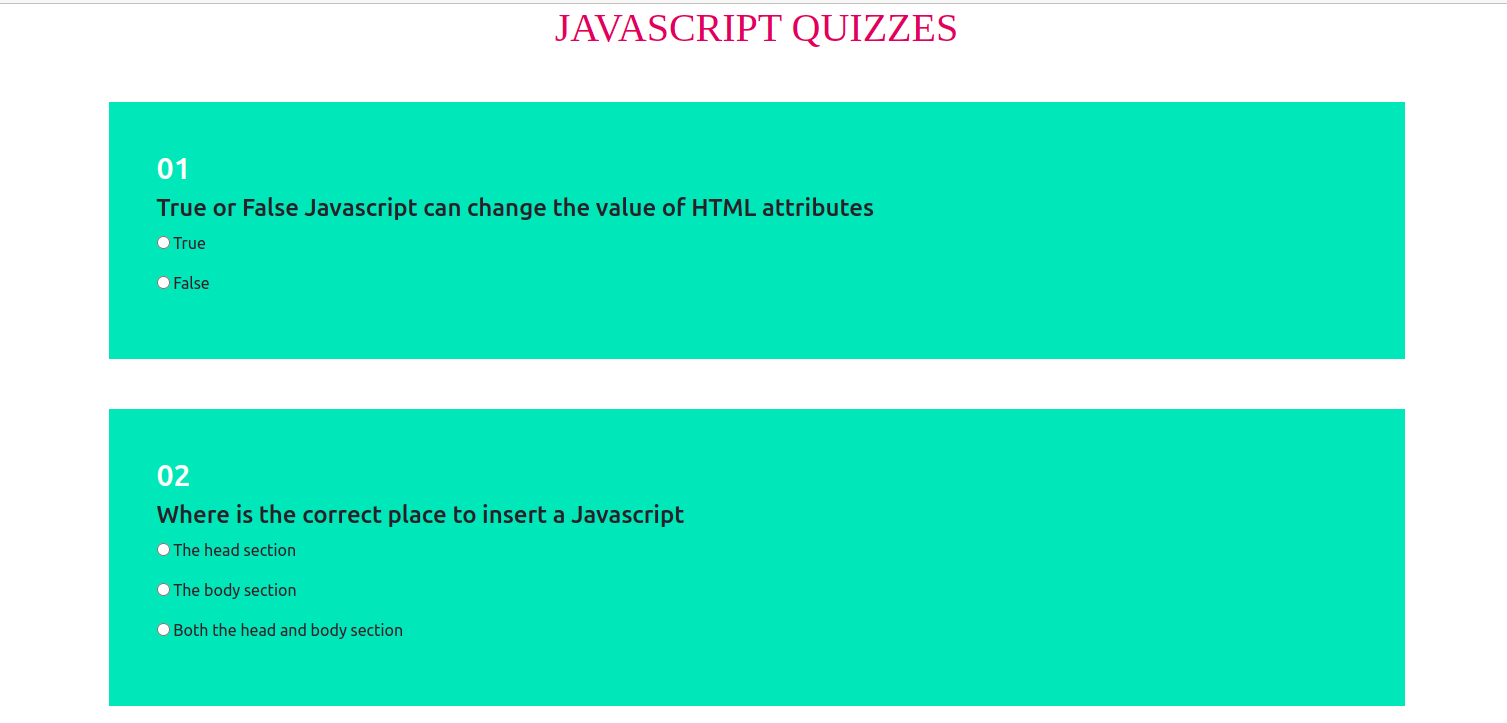 JAVASCRIPT QUIZZES
01
True or False Javascript can change the value of HTML attributes
True
False
02
Where is the correct place to insert a Javascript
The head section
The body section
Both the head and body section